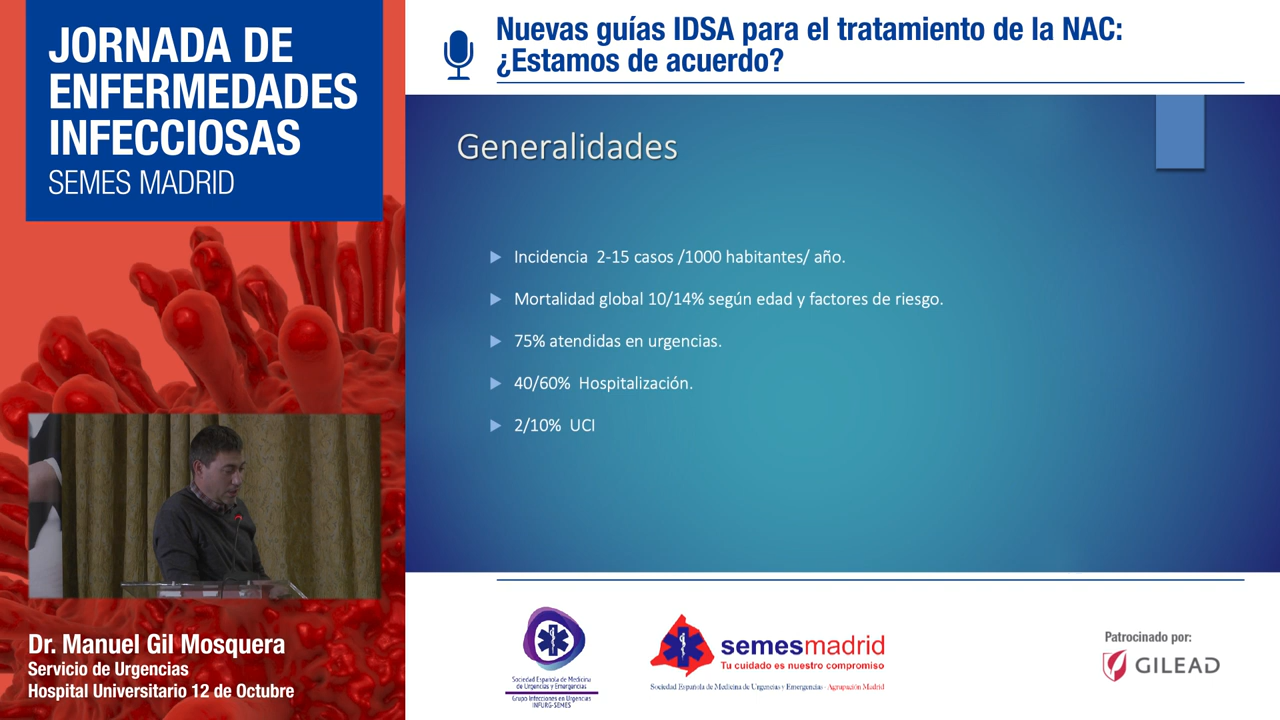 JORNADA DE
ENFERMEDADES
INFECCIOSAS
SEMES MADRID
Nuevas guías IDSA para el tratamiento de la NAC:
¿Estamos de acuerdo?
Generalidades
Incidencia 2-15 casos /1000 habitantes/ año.
Mortalidad global 10/14% según edad y factores de riesgo.
75% atendidas en urgencias.
40/60% Hospitalización.
2/10% UCI
Dr. Manuel Gil Mosquera
Servicio de Urgencias
Hospital Universitario 12 de Octubre
Sociedad Española de Medicina
de Urgencias y Emergencias
Grupo Infecciones en Urgencias
INFURG-SEMES
semesmadrid
Tu cuidado es nuestro compromiso
Sociedad Española de Medicina de Urgencias y Emergencias · Agrupación Madrid
Patrocinado por:
GILEAD